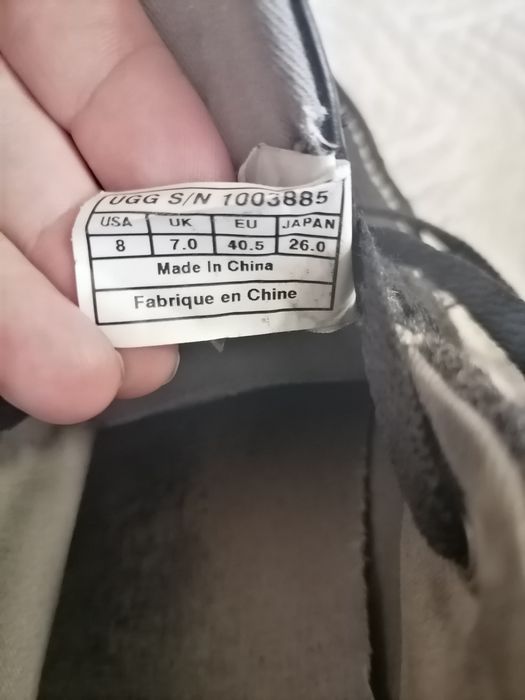 UGG S/N 1003885
USA UK EU JAPAN
8 7.0 40.5 26.0
Made In China
Fabrique en Chine